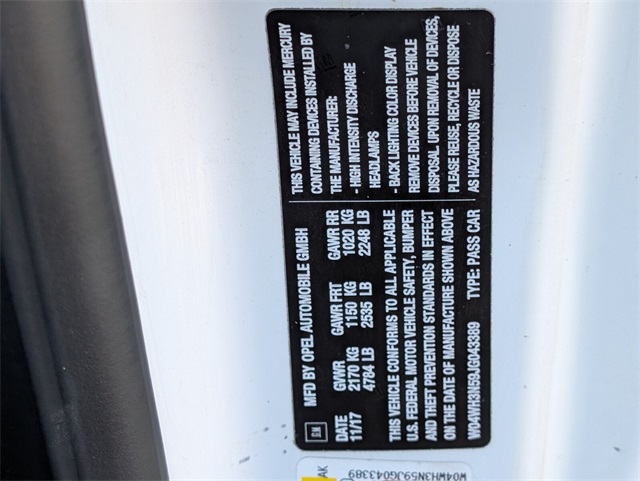 MFD BY OPEL AUTOMOBILE GMBH
GM
DATE GVWR GAWR FRT GAWR RR
11/17 2170 KG 1150 KG 1020 KG
4784 LB 2535 LB 2248 LB
THIS VEHICLE CONFORMS TO ALL APPLICABLE
U.S. FEDERAL MOTOR VEHICLE SAFETY, BUMPER
AND THEFT PREVENTION STANDARDS IN EFFECT
ON THE DATE OF MANUFACTURE SHOWN ABOVE
W04WH3N59JG043389 TYPE: PASS CAR
THIS VEHICLE MAY INCLUDE MERCURY
CONTAINING DEVICES INSTALLED BY
THE MANUFACTURER:
- HIGH INTENSITY DISCHARGE
HEADLAMPS
- BACK LIGHTING COLOR DISPLAY
REMOVE DEVICES BEFORE VEHICLE
DISPOSAL. UPON REMOVAL OF DEVICES,
PLEASE REUSE, RECYCLE OR DISPOSE
AS HAZARDOUS WASTE
AK
W04WH3N59JG043389